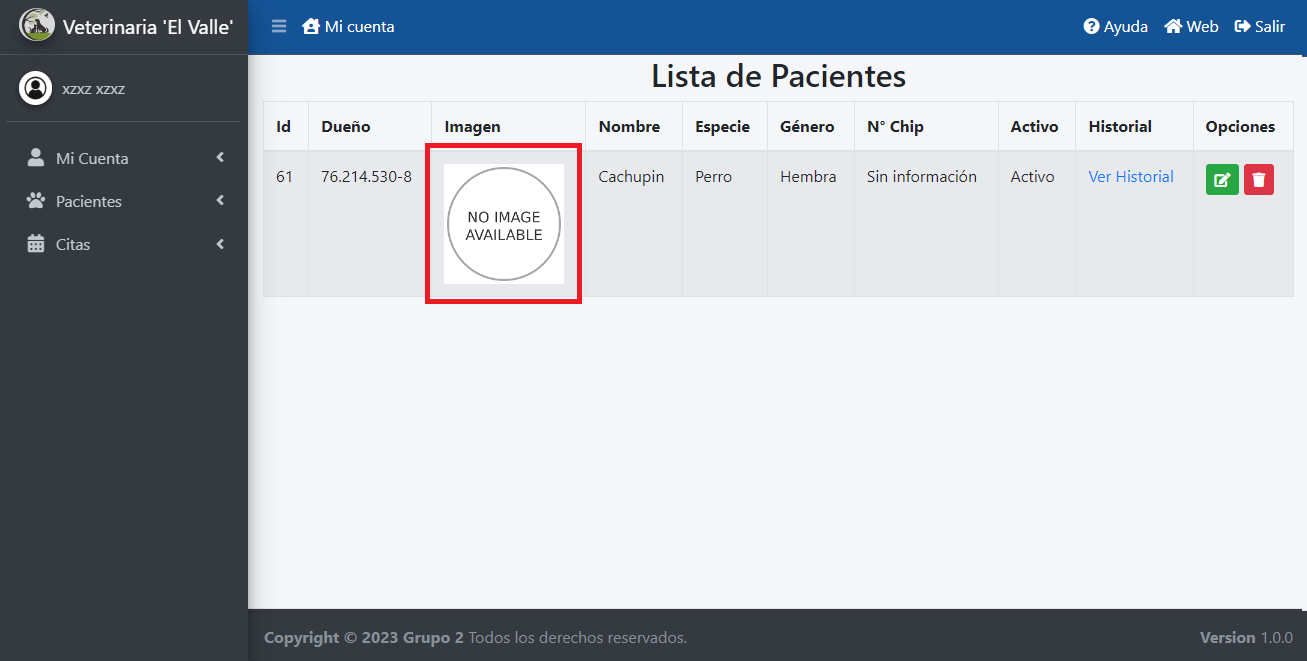 Veterinaria 'El Valle'
Mi cuenta
Ayuda
Web
Salir
xzxz xzxz
Mi Cuenta
Pacientes
Citas
Lista de Pacientes
Id Dueño Imagen Nombre Especie Género N° Chip Activo Historial Opciones
61 76.214.530-8 Cachupin Perro Hembra Sin información Activo Ver Historial
NO IMAGE
AVAILABLE
Copyright © 2023 Grupo 2 Todos los derechos reservados.
Version 1.0.0